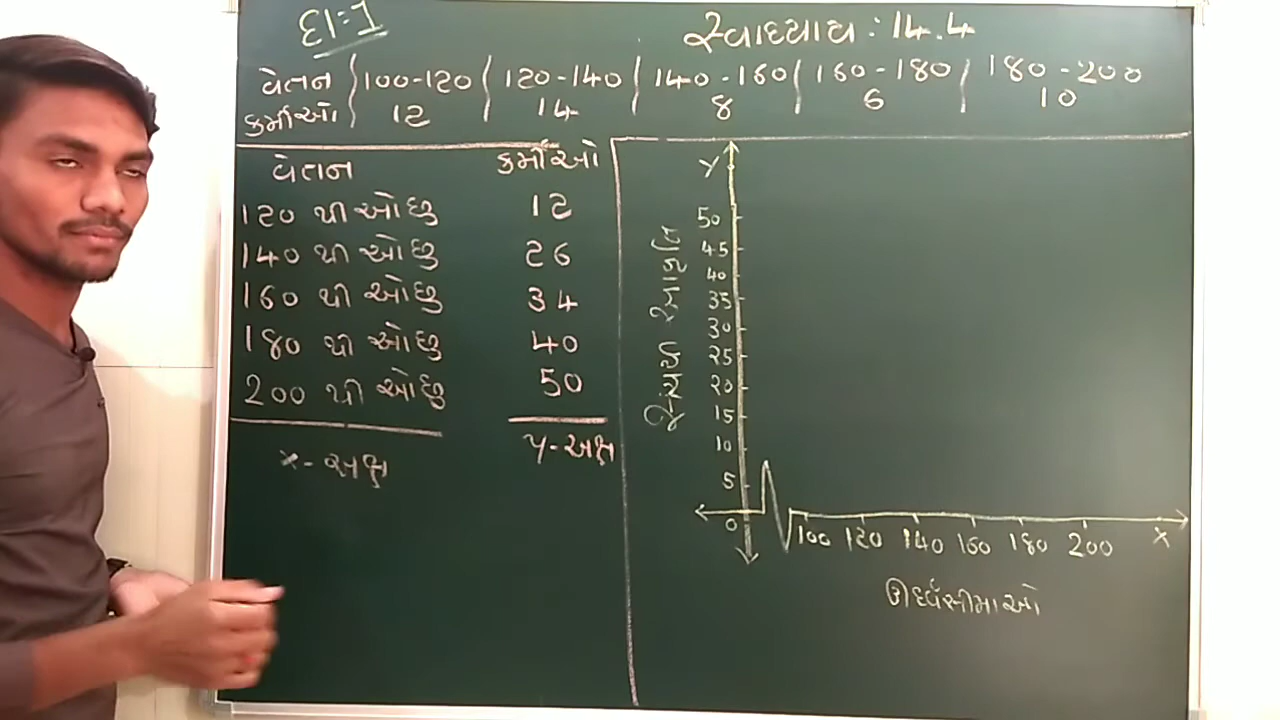 દા:1
સ્વાધ્યાય : 14.4
વેતન 100-120 120-140 140-160 160-180 180-200
કર્મીઓ 12 14 8 6 10
વેતન કર્મીઓ
120 થી ઓછુ 12
140 થી ઓછુ 26
160 થી ઓછુ 34
180 થી ઓછુ 40
200 થી ઓછુ 50
x-અક્ષ y-અક્ષ
Y
50
45
40
35
30
25
20
15
10
5
0
સંચયી આવૃતિ
100 120 140 160 180 200 X
ઊર્ધ્વસીમાઓ